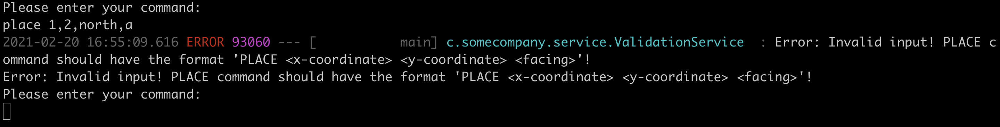 Please enter your command:
place 1,2,north,a
2021-02-20 16:55:09.616 ERROR 93060 --- [           main] c.somecompany.service.ValidationService  : Error: Invalid input! PLACE c
ommand should have the format 'PLACE <x-coordinate> <y-coordinate> <facing>'!
Error: Invalid input! PLACE command should have the format 'PLACE <x-coordinate> <y-coordinate> <facing>'!
Please enter your command: